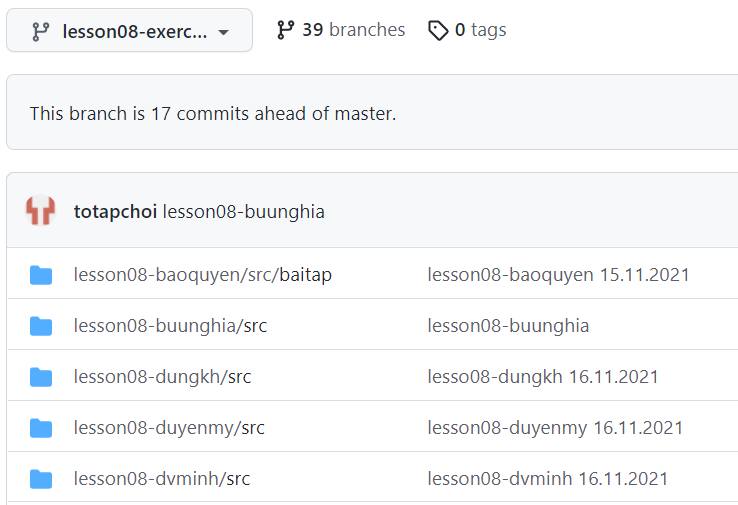 lesson08-exerc... 39 branches 0 tags
This branch is 17 commits ahead of master.
totapchoi lesson08-buunghia
lesson08-baoquyen/src/baitap lesson08-baoquyen 15.11.2021
lesson08-buunghia/src lesson08-buunghia
lesson08-dungkh/src lesso08-dungkh 16.11.2021
lesson08-duyenmy/src lesson08-duyenmy 16.11.2021
lesson08-dvminh/src lesson08-dvminh 16.11.2021